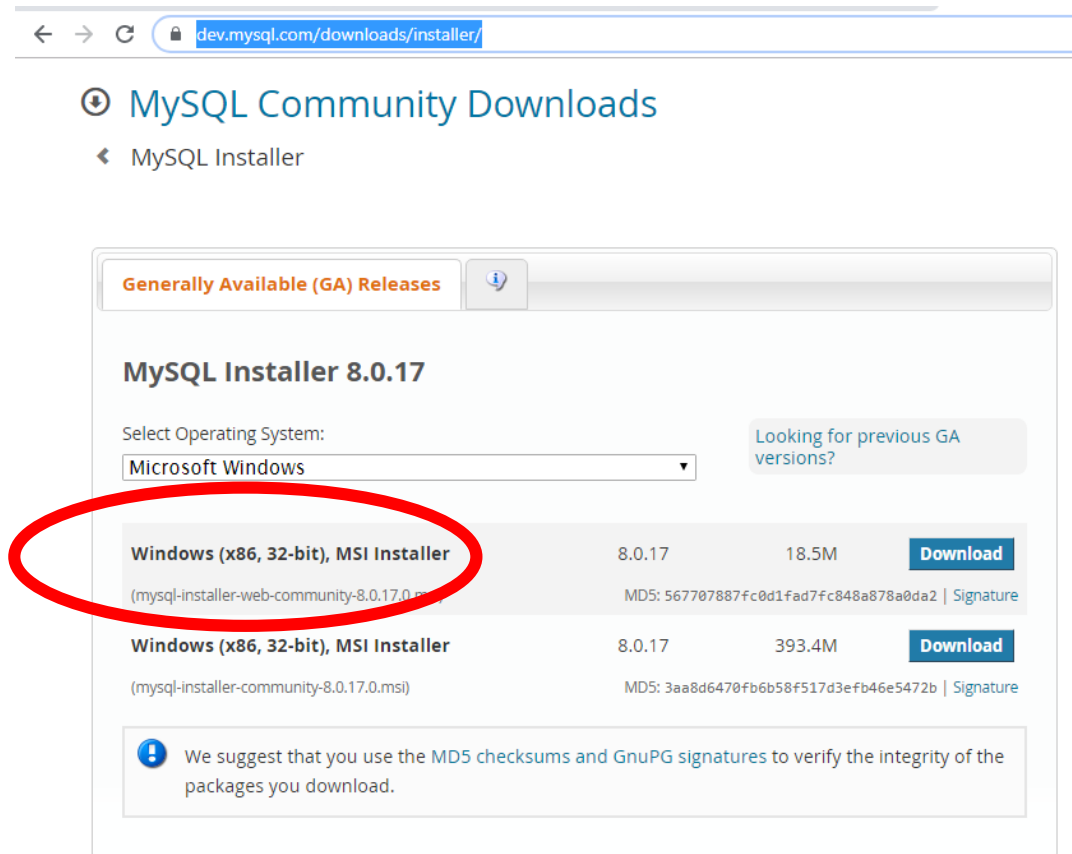 dev.mysql.com/downloads/installer/
MySQL Community Downloads
MySQL Installer
Generally Available (GA) Releases
MySQL Installer 8.0.17
Select Operating System:
Looking for previous GA
versions?
Microsoft Windows
Windows (x86, 32-bit), MSI Installer 8.0.17 18.5M Download
(mysql-installer-web-community-8.0.17.0.m MD5: 567707887fc0d1fad7fc848a878a0da2 | Signature
Windows (x86, 32-bit), MSI Installer 8.0.17 393.4M Download
(mysql-installer-community-8.0.17.0.msi) MD5: 3aa8d6470fb6b58f517d3efb46e5472b | Signature
We suggest that you use the MD5 checksums and GnuPG signatures to verify the integrity of the
packages you download.